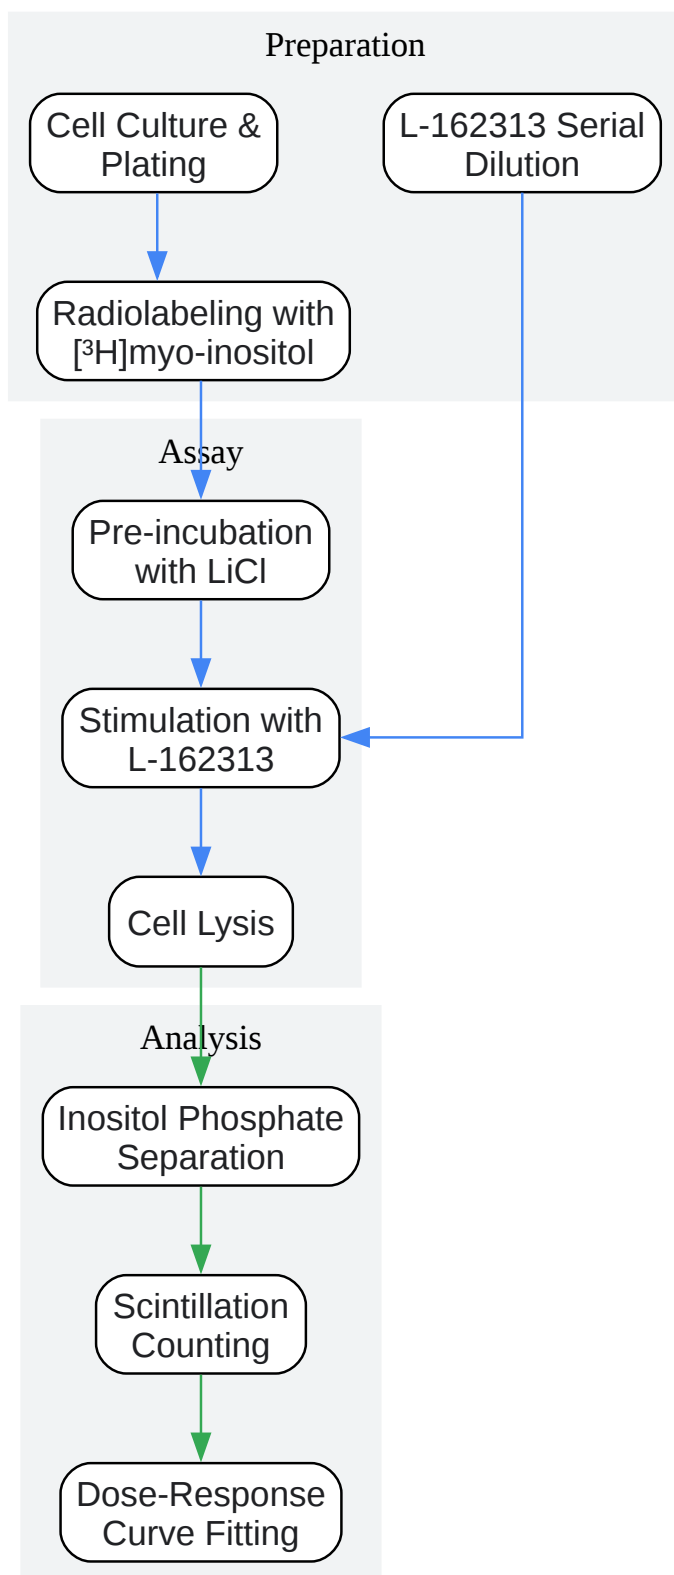 Preparation
Cell Culture &
Plating
L-162313 Serial
Dilution
Radiolabeling with
[³H]myo-inositol
Assay
Pre-incubation
with LiCl
Stimulation with
L-162313
Cell Lysis
Analysis
Inositol Phosphate
Separation
Scintillation
Counting
Dose-Response
Curve Fitting